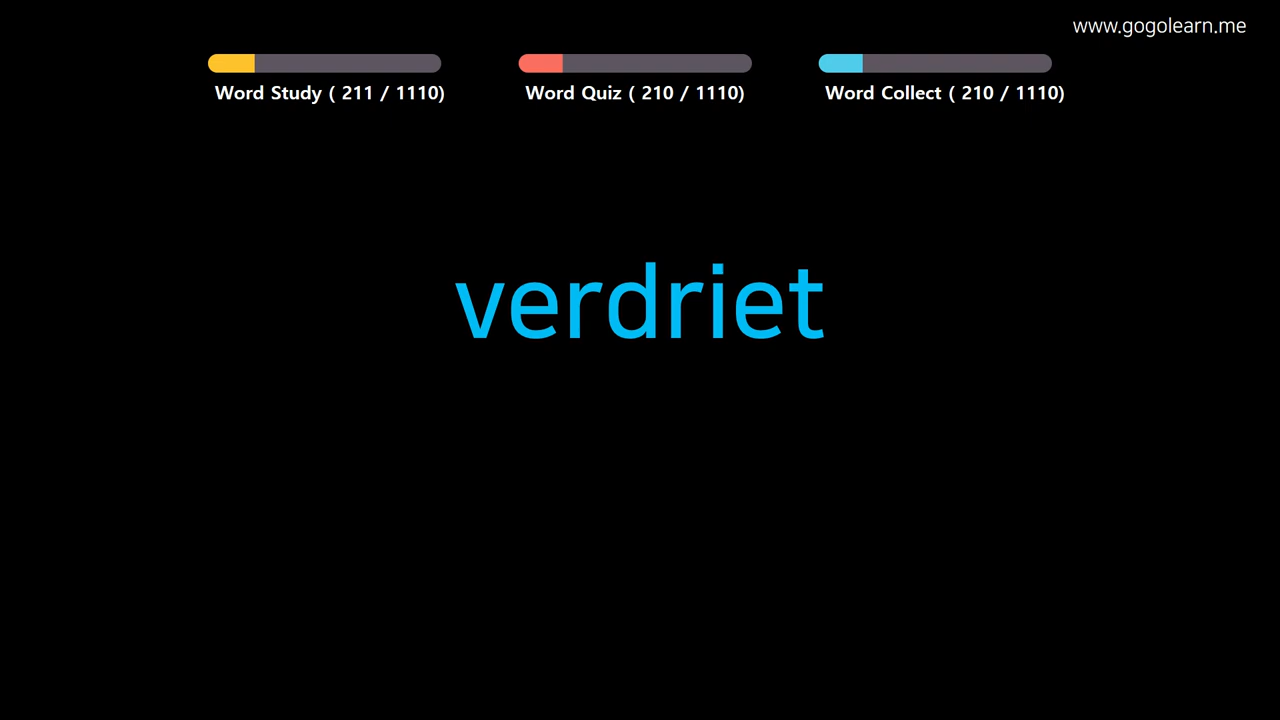 www.gogolearn.me
Word Study ( 211 / 1110)
Word Quiz ( 210 / 1110)
Word Collect ( 210 / 1110)
verdriet